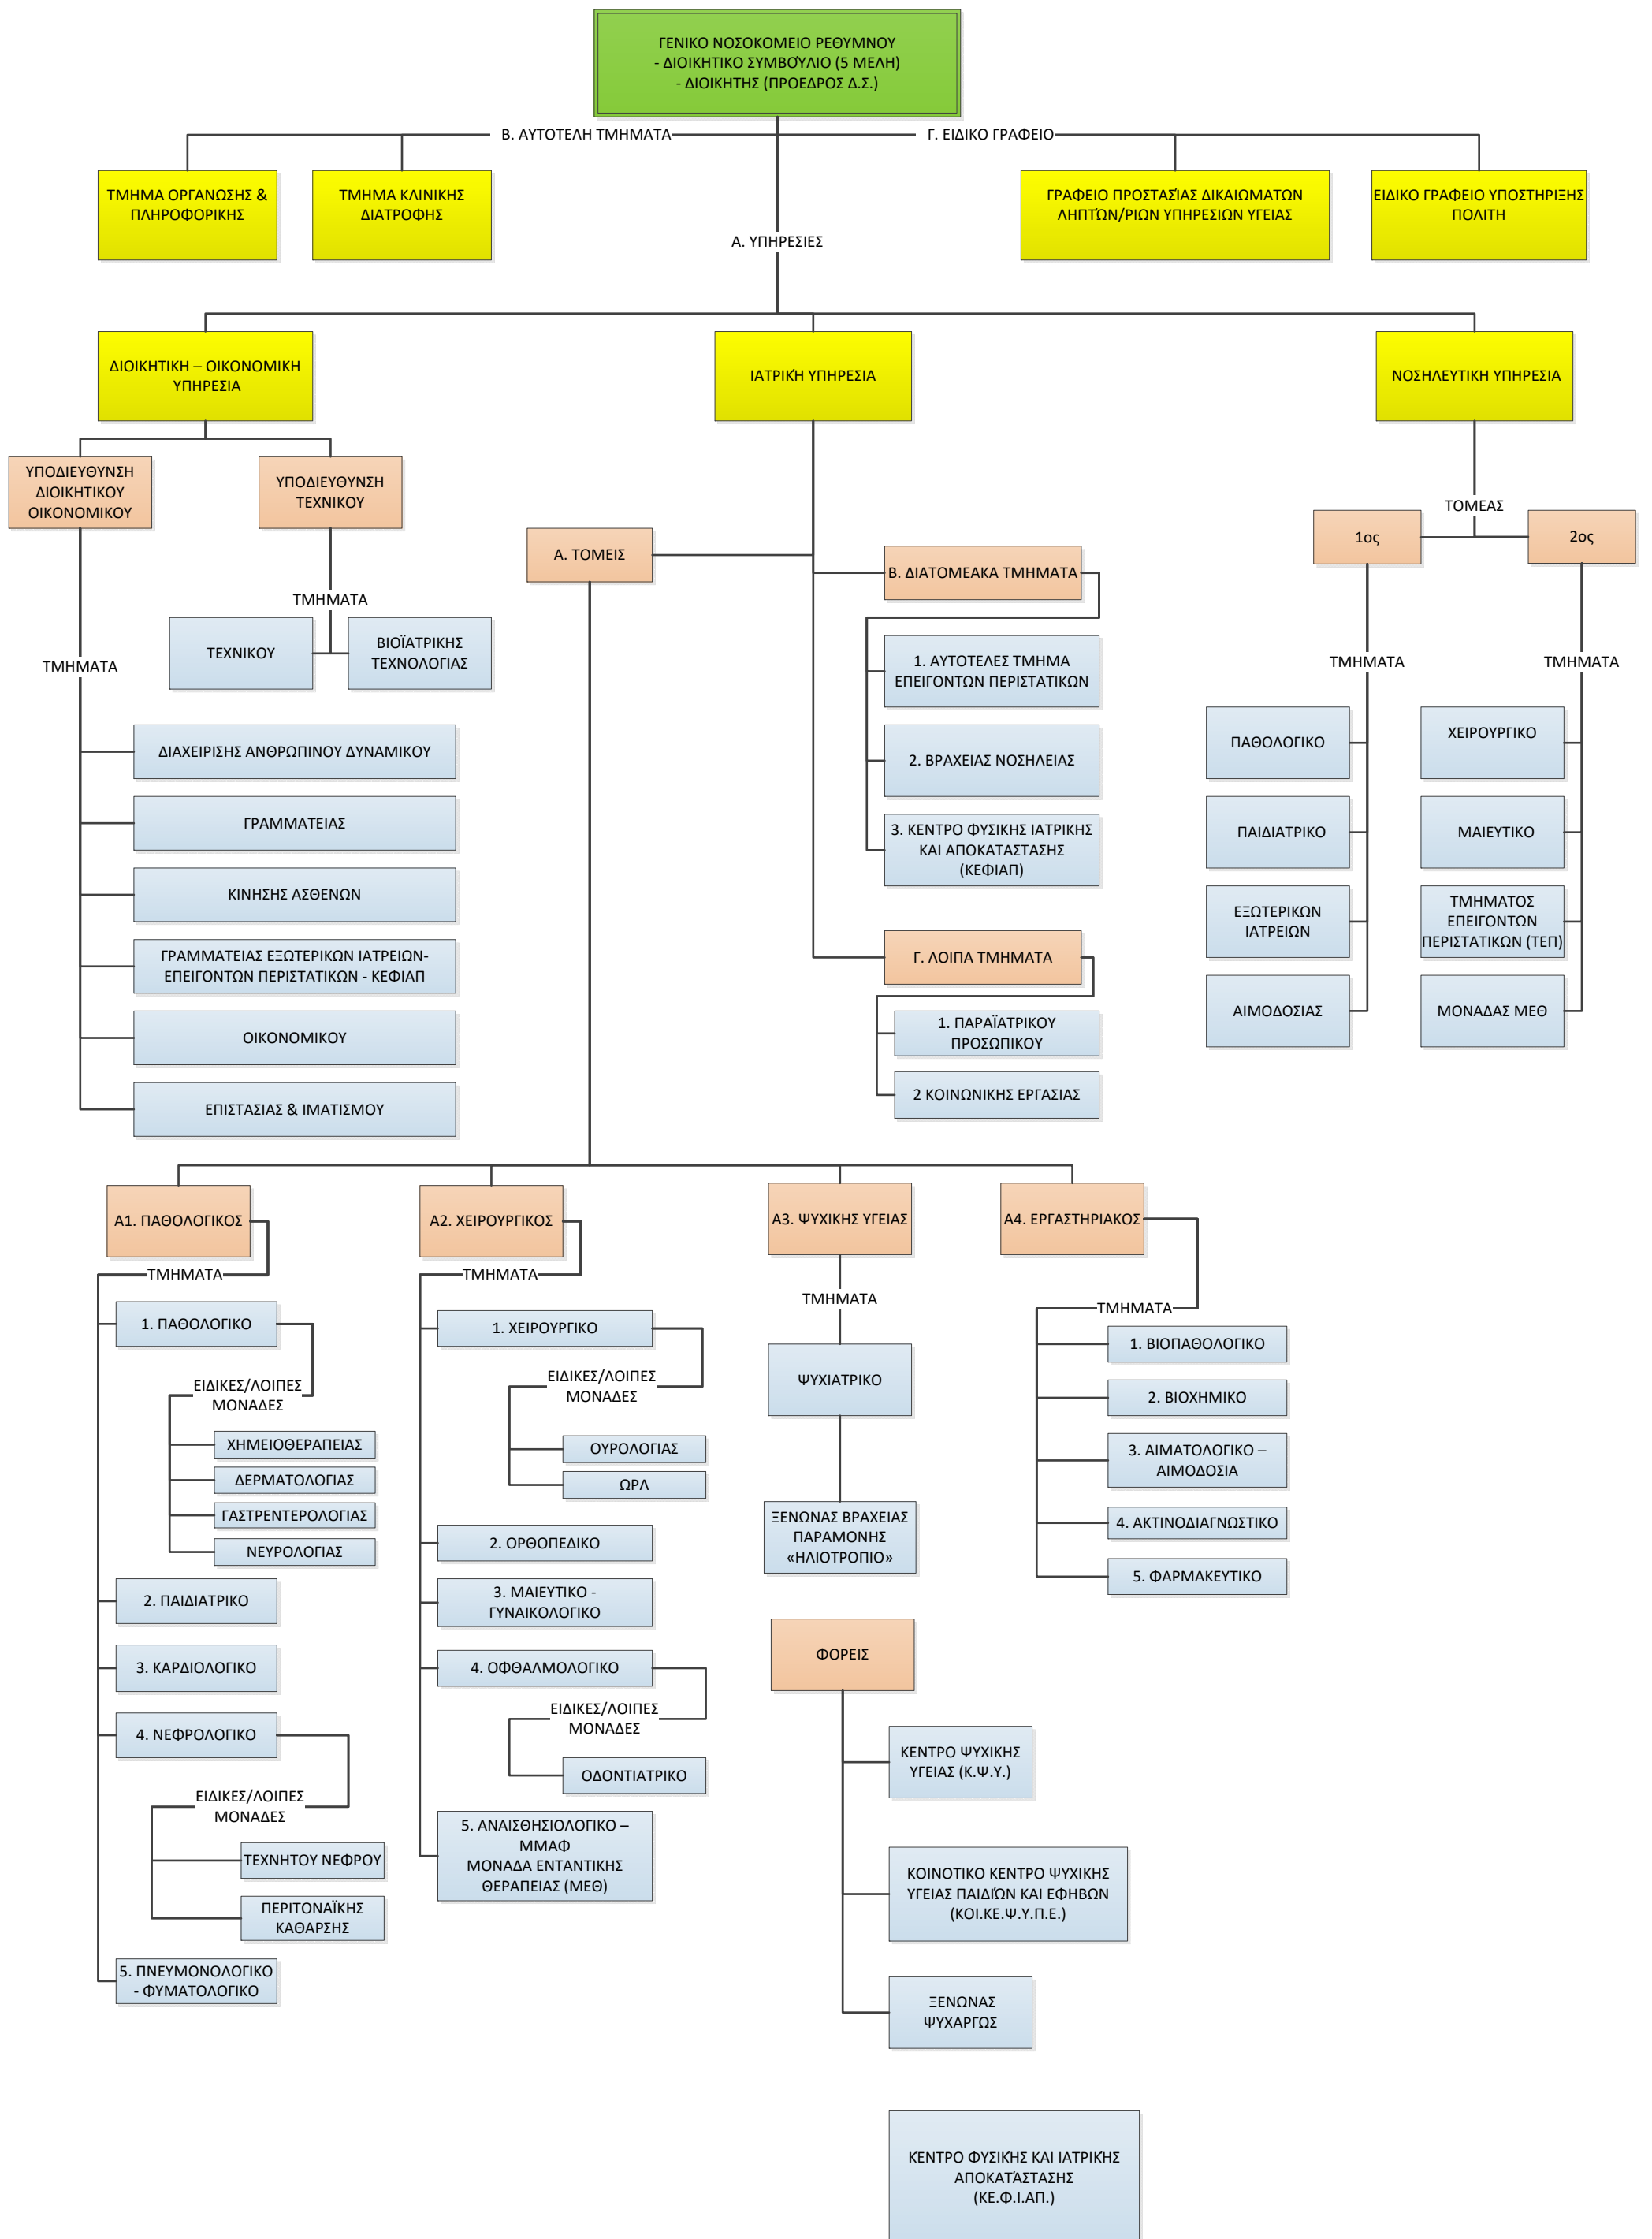 ΓΕΝΙΚΟ ΝΟΣΟΚΟΜΕΙΟ ΡΕΘΥΜΝΟΥ
- ΔΙΟΙΚΗΤΙΚΟ ΣΥΜΒΟΎΛΙΟ (5 ΜΕΛΗ)
- ΔΙΟΙΚΗΤΗΣ (ΠΡΟΕΔΡΟΣ Δ.Σ.)
Β. ΑΥΤΟΤΕΛΗ ΤΜΗΜΑΤΑ
Γ. ΕΙΔΙΚΟ ΓΡΑΦΕΙΟ
ΤΜΗΜΑ ΟΡΓΑΝΩΣΗΣ &
ΠΛΗΡΟΦΟΡΙΚΗΣ
ΤΜΗΜΑ ΚΛΙΝΙΚΗΣ
ΔΙΑΤΡΟΦΗΣ
ΓΡΑΦΕΙΟ ΠΡΟΣΤΑΣΊΑΣ ΔΙΚΑΙΩΜΑΤΩΝ
ΛΗΠΤΏΝ/ΡΙΩΝ ΥΠΗΡΕΣΙΩΝ ΥΓΕΙΑΣ
ΕΙΔΙΚΟ ΓΡΑΦΕΙΟ ΥΠΟΣΤΗΡΙΞΗΣ
ΠΟΛΙΤΗ
Α. ΥΠΗΡΕΣΙΕΣ
ΔΙΟΙΚΗΤΙΚΗ – ΟΙΚΟΝΟΜΙΚΗ
ΥΠΗΡΕΣΙΑ
ΙΑΤΡΙΚΉ ΥΠΗΡΕΣΙΑ
ΝΟΣΗΛΕΥΤΙΚΗ ΥΠΗΡΕΣΙΑ
ΥΠΟΔΙΕΥΘΥΝΣΗ
ΔΙΟΙΚΗΤΙΚΟΥ
ΟΙΚΟΝΟΜΙΚΟΥ
ΥΠΟΔΙΕΥΘΥΝΣΗ
ΤΕΧΝΙΚΟΥ
ΤΜΗΜΑΤΑ
ΤΕΧΝΙΚΟΥ
ΒΙΟΪΑΤΡΙΚΗΣ
ΤΕΧΝΟΛΟΓΙΑΣ
ΤΜΗΜΑΤΑ
ΔΙΑΧΕΙΡΙΣΗΣ ΑΝΘΡΩΠΙΝΟΥ ΔΥΝΑΜΙΚΟΥ
ΓΡΑΜΜΑΤΕΙΑΣ
ΚΙΝΗΣΗΣ ΑΣΘΕΝΩΝ
ΓΡΑΜΜΑΤΕΙΑΣ ΕΞΩΤΕΡΙΚΩΝ ΙΑΤΡΕΙΩΝ-
ΕΠΕΙΓΟΝΤΩΝ ΠΕΡΙΣΤΑΤΙΚΩΝ - ΚΕΦΙΑΠ
ΟΙΚΟΝΟΜΙΚΟΥ
ΕΠΙΣΤΑΣΙΑΣ & ΙΜΑΤΙΣΜΟΥ
Α. ΤΟΜΕΙΣ
Β. ΔΙΑΤΟΜΕΑΚΑ ΤΜΗΜΑΤΑ
1. ΑΥΤΟΤΕΛΕΣ ΤΜΗΜΑ
ΕΠΕΙΓΟΝΤΩΝ ΠΕΡΙΣΤΑΤΙΚΩΝ
2. ΒΡΑΧΕΙΑΣ ΝΟΣΗΛΕΙΑΣ
3. ΚΕΝΤΡΟ ΦΥΣΙΚΗΣ ΙΑΤΡΙΚΗΣ
ΚΑΙ ΑΠΟΚΑΤΑΣΤΑΣΗΣ
(ΚΕΦΙΑΠ)
Γ. ΛΟΙΠΑ ΤΜΗΜΑΤΑ
1. ΠΑΡΑΪΑΤΡΙΚΟΥ
ΠΡΟΣΩΠΙΚΟΥ
2 ΚΟΙΝΩΝΙΚΗΣ ΕΡΓΑΣΙΑΣ
ΤΟΜΕΑΣ
1ος
2ος
ΤΜΗΜΑΤΑ
ΤΜΗΜΑΤΑ
ΠΑΘΟΛΟΓΙΚΟ
ΠΑΙΔΙΑΤΡΙΚΟ
ΕΞΩΤΕΡΙΚΩΝ
ΙΑΤΡΕΙΩΝ
ΑΙΜΟΔΟΣΙΑΣ
ΧΕΙΡΟΥΡΓΙΚΟ
ΜΑΙΕΥΤΙΚΟ
ΤΜΗΜΑΤΟΣ
ΕΠΕΙΓΟΝΤΩΝ
ΠΕΡΙΣΤΑΤΙΚΩΝ (ΤΕΠ)
ΜΟΝΑΔΑΣ ΜΕΘ
Α1. ΠΑΘΟΛΟΓΙΚΟΣ
ΤΜΗΜΑΤΑ
1. ΠΑΘΟΛΟΓΙΚΟ
ΕΙΔΙΚΕΣ/ΛΟΙΠΕΣ
ΜΟΝΑΔΕΣ
ΧΗΜΕΙΟΘΕΡΑΠΕΙΑΣ
ΔΕΡΜΑΤΟΛΟΓΙΑΣ
ΓΑΣΤΡΕΝΤΕΡΟΛΟΓΙΑΣ
ΝΕΥΡΟΛΟΓΙΑΣ
2. ΠΑΙΔΙΑΤΡΙΚΟ
3. ΚΑΡΔΙΟΛΟΓΙΚΟ
4. ΝΕΦΡΟΛΟΓΙΚΟ
ΕΙΔΙΚΕΣ/ΛΟΙΠΕΣ
ΜΟΝΑΔΕΣ
ΤΕΧΝΗΤΟΥ ΝΕΦΡΟΥ
ΠΕΡΙΤΟΝΑΪΚΗΣ
ΚΑΘΑΡΣΗΣ
5. ΠΝΕΥΜΟΝΟΛΟΓΙΚΟ
- ΦΥΜΑΤΟΛΟΓΙΚΟ
Α2. ΧΕΙΡΟΥΡΓΙΚΟΣ
ΤΜΗΜΑΤΑ
1. ΧΕΙΡΟΥΡΓΙΚΟ
ΕΙΔΙΚΕΣ/ΛΟΙΠΕΣ
ΜΟΝΑΔΕΣ
ΟΥΡΟΛΟΓΙΑΣ
ΩΡΛ
2. ΟΡΘΟΠΕΔΙΚΟ
3. ΜΑΙΕΥΤΙΚΟ -
ΓΥΝΑΙΚΟΛΟΓΙΚΟ
4. ΟΦΘΑΛΜΟΛΟΓΙΚΟ
ΕΙΔΙΚΕΣ/ΛΟΙΠΕΣ
ΜΟΝΑΔΕΣ
ΟΔΟΝΤΙΑΤΡΙΚΟ
5. ΑΝΑΙΣΘΗΣΙΟΛΟΓΙΚΟ –
ΜΜΑΦ
ΜΟΝΑΔΑ ΕΝΤΑΝΤΙΚΗΣ
ΘΕΡΑΠΕΙΑΣ (ΜΕΘ)
Α3. ΨΥΧΙΚΗΣ ΥΓΕΙΑΣ
ΤΜΗΜΑΤΑ
ΨΥΧΙΑΤΡΙΚΟ
ΞΕΝΩΝΑΣ ΒΡΑΧΕΙΑΣ
ΠΑΡΑΜΟΝΗΣ
«ΗΛΙΟΤΡΟΠΙΟ»
Α4. ΕΡΓΑΣΤΗΡΙΑΚΟΣ
ΤΜΗΜΑΤΑ
1. ΒΙΟΠΑΘΟΛΟΓΙΚΟ
2. ΒΙΟΧΗΜΙΚΟ
3. ΑΙΜΑΤΟΛΟΓΙΚΟ –
ΑΙΜΟΔΟΣΙΑ
4. ΑΚΤΙΝΟΔΙΑΓΝΩΣΤΙΚΟ
5. ΦΑΡΜΑΚΕΥΤΙΚΟ
ΦΟΡΕΙΣ
ΚΕΝΤΡΟ ΨΥΧΙΚΗΣ
ΥΓΕΙΑΣ (Κ.Ψ.Υ.)
ΚΟΙΝΟΤΙΚΟ ΚΕΝΤΡΟ ΨΥΧΙΚΗΣ
ΥΓΕΙΑΣ ΠΑΙΔΙΏΝ ΚΑΙ ΕΦΗΒΩΝ
(ΚΟΙ.ΚΕ.Ψ.Υ.Π.Ε.)
ΞΕΝΩΝΑΣ
ΨΥΧΑΡΓΩΣ
ΚΈΝΤΡΟ ΦΥΣΙΚΉΣ ΚΑΙ ΙΑΤΡΙΚΉΣ
ΑΠΟΚΑΤΆΣΤΑΣΗΣ
(ΚΕ.Φ.Ι.ΑΠ.)